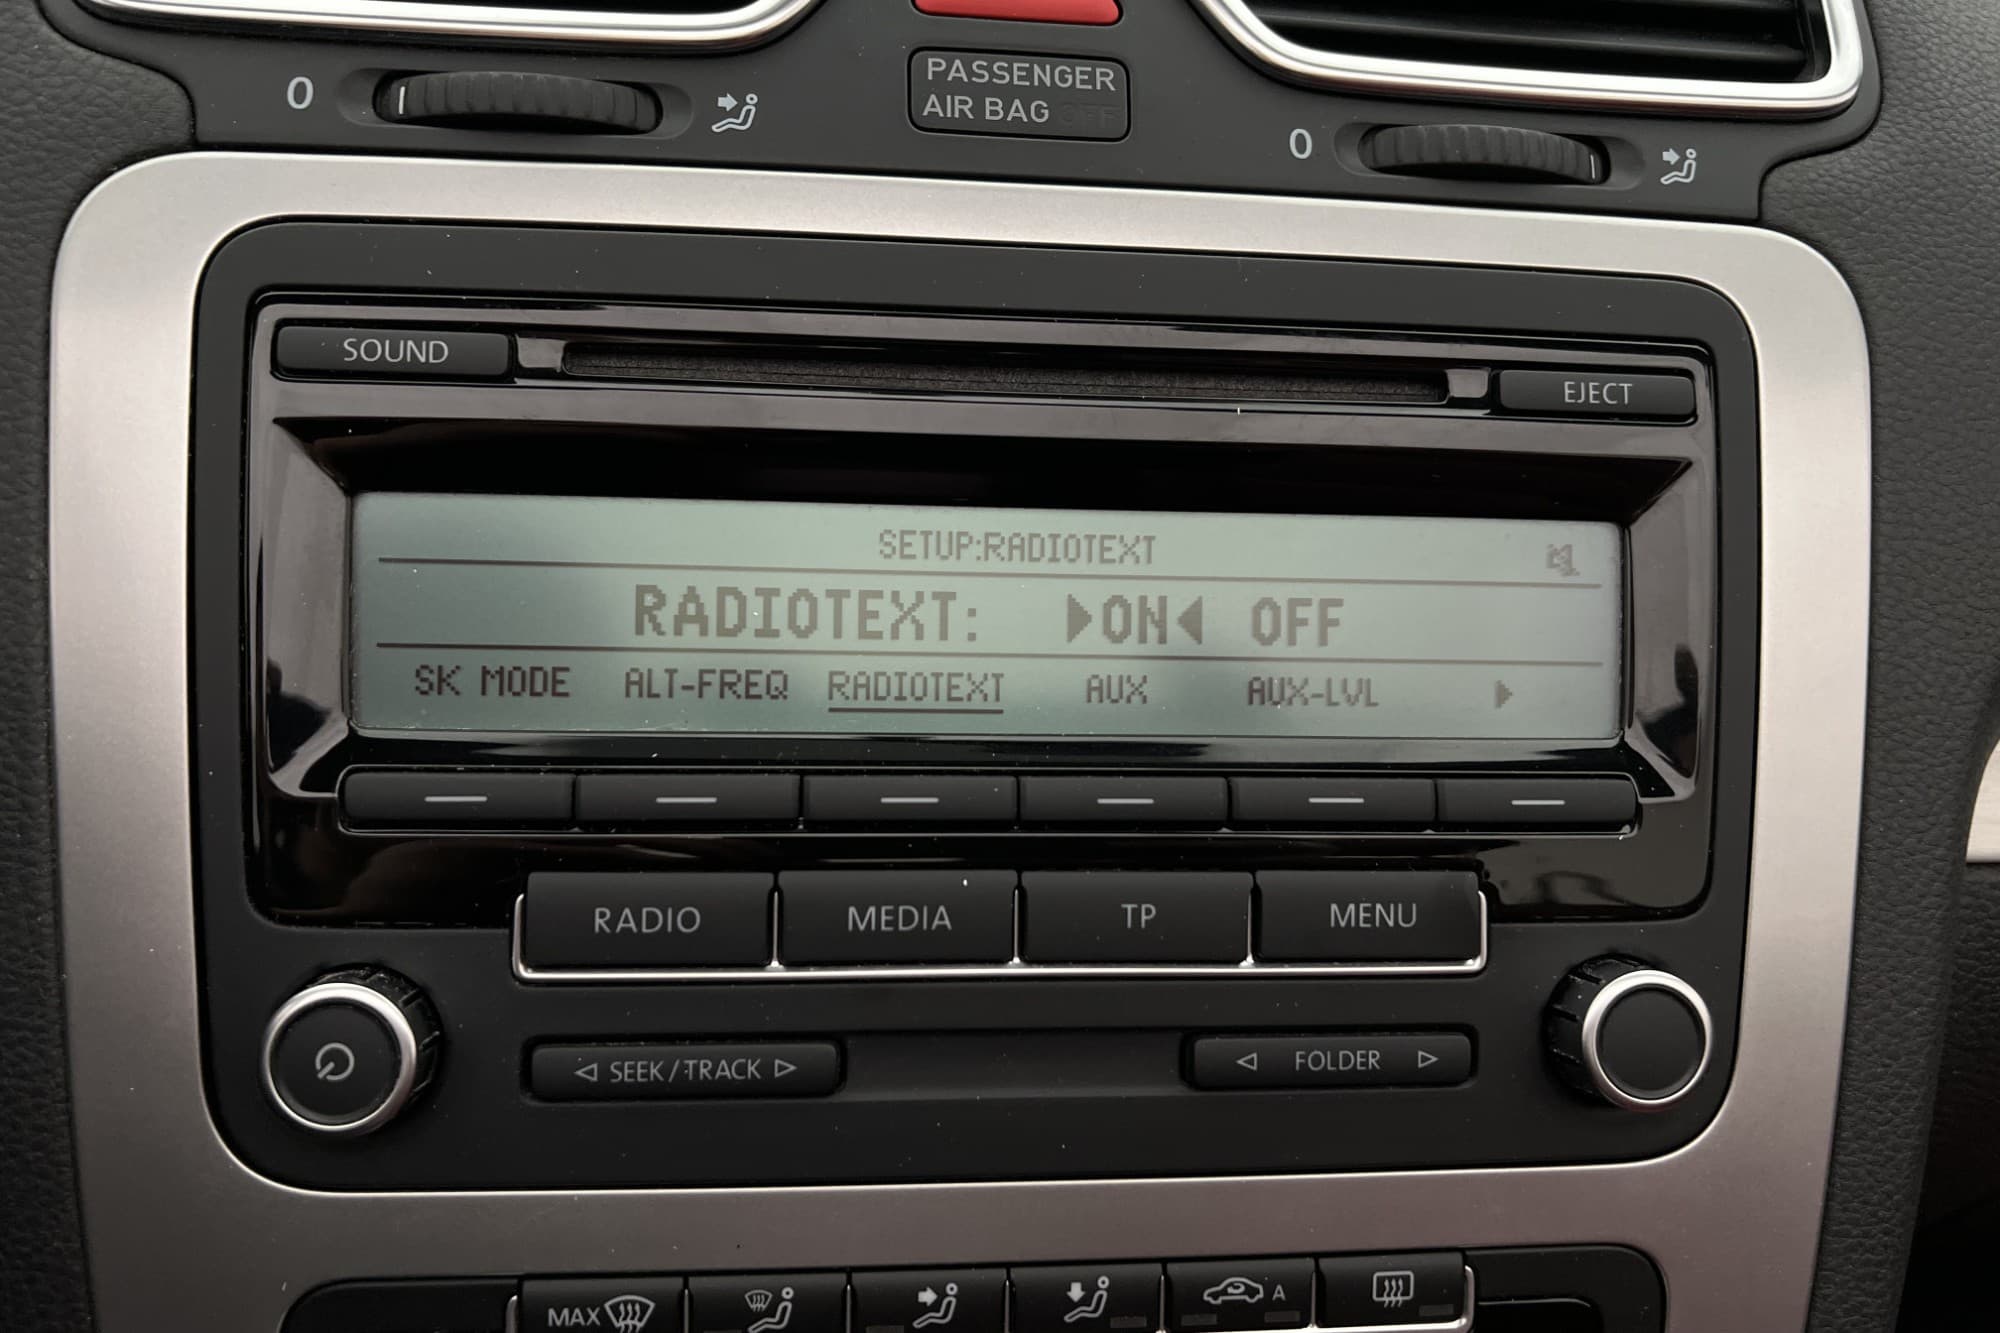 0
PASSENGER
AIR BAG OFF
0
SOUND
EJECT
SETUP:RADIOTEXT
RADIOTEXT: ▶ON◀ OFF
SK MODE ALT-FREQ RADIOTEXT AUX AUX-LVL ▶
RADIO MEDIA TP MENU
◁ SEEK/TRACK ▷
◁ FOLDER ▷
MAX
A